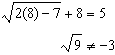 √(2(8) − 7) + 8 = 5
√9 ≠ −3